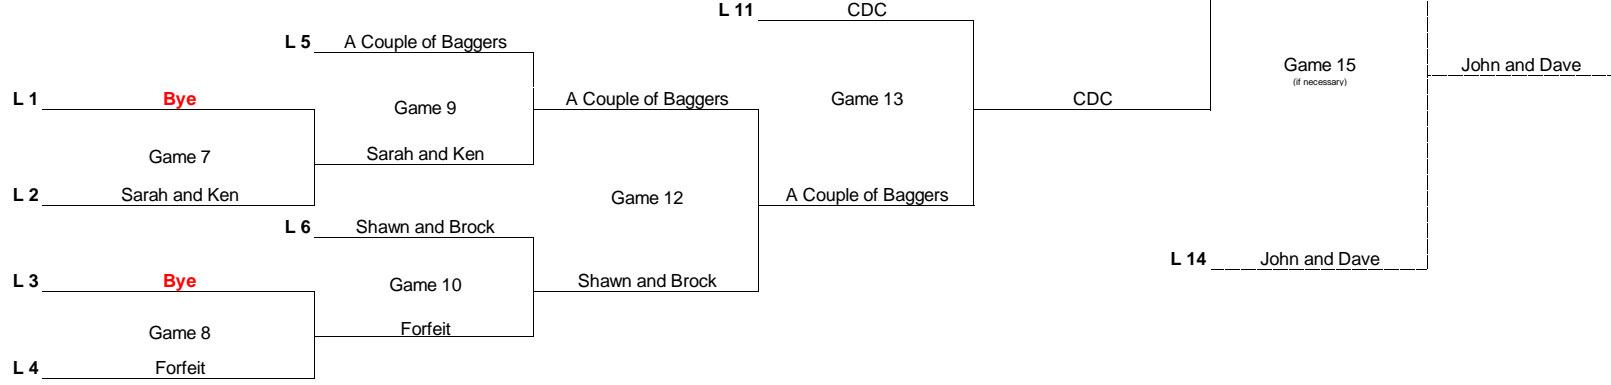 L 11 CDC
L 5 A Couple of Baggers
Game 15 John and Dave
(if necessary)
L 1 Bye Game 9 A Couple of Baggers Game 13 CDC
Game 7 Sarah and Ken
L 2 Sarah and Ken Game 12 A Couple of Baggers
L 6 Shawn and Brock
L 14 John and Dave
L 3 Bye Game 10 Shawn and Brock
Game 8 Forfeit
L 4 Forfeit